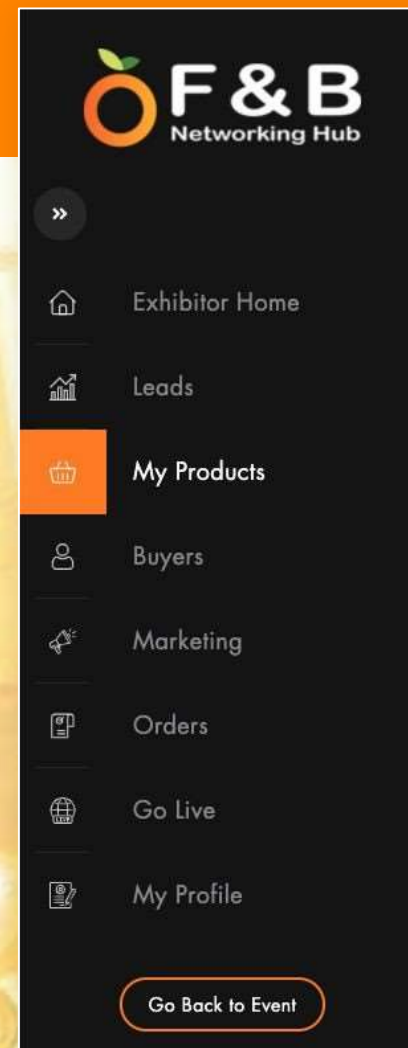 F & B
Networking Hub
Exhibitor Home
Leads
My Products
Buyers
Marketing
Orders
Go Live
My Profile
Go Back to Event